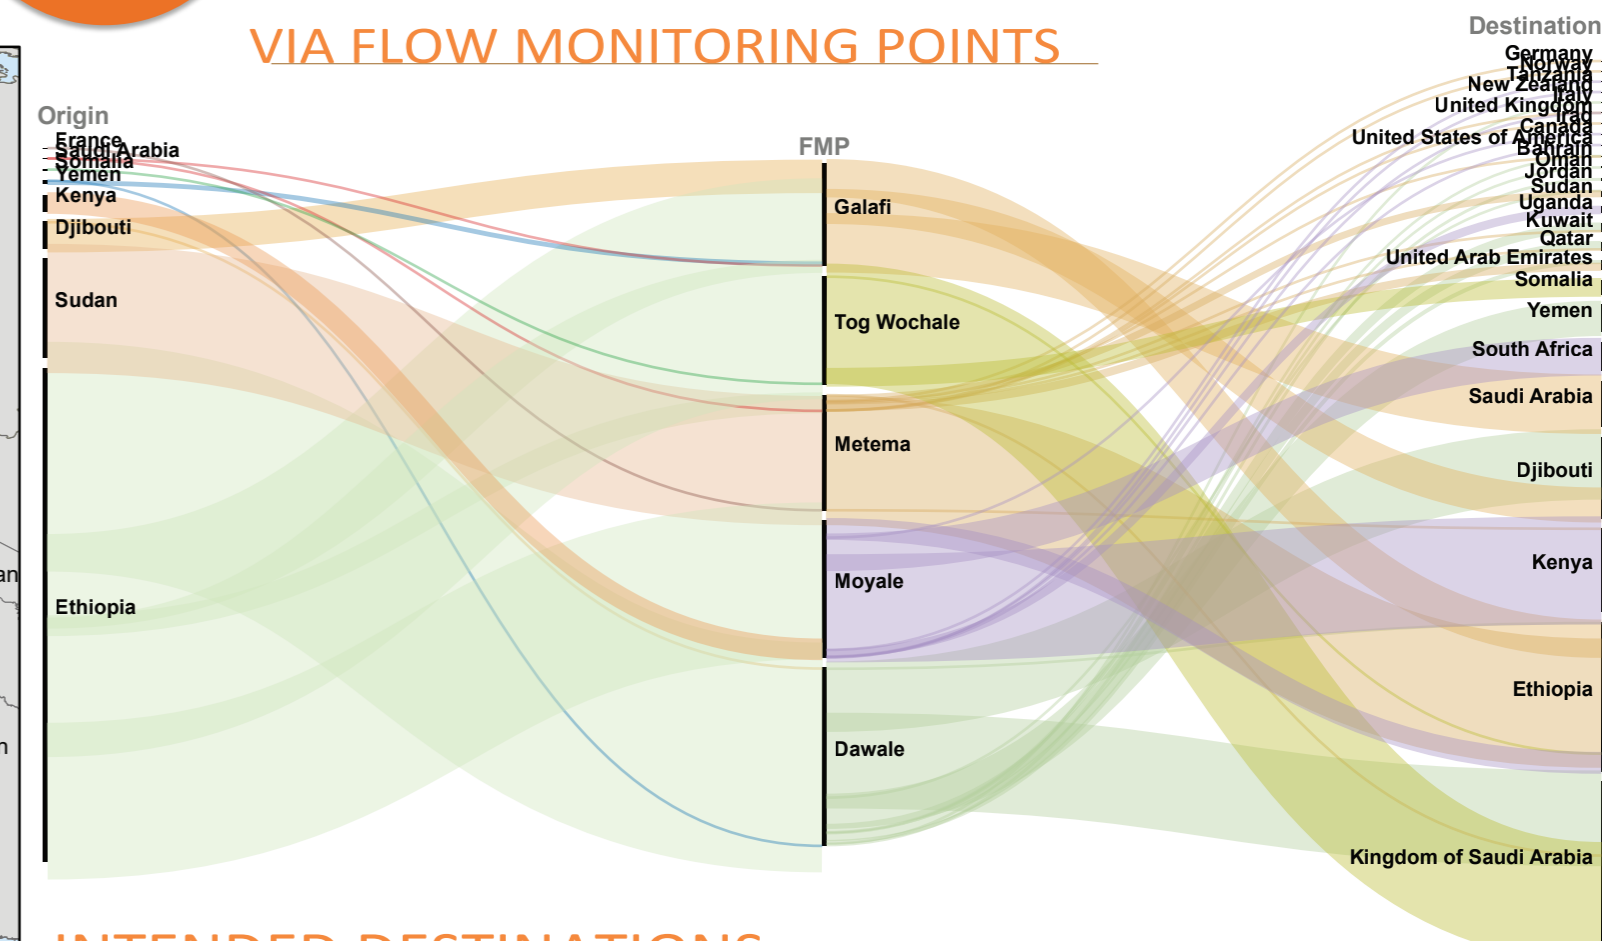 VIA FLOW MONITORING POINTS
Origin
France
Saudi Arabia
Somalia
Yemen
Kenya
Djibouti
Sudan
Ethiopia
FMP
Galafi
Tog Wochale
Metema
Moyale
Dawale
Destination
Germany
Norway
Tanzania
New Zealand
Italy
United Kingdom
Iraq
Canada
United States of America
Bahrain
Oman
Jordan
Sudan
Uganda
Kuwait
Qatar
United Arab Emirates
Somalia
Yemen
South Africa
Saudi Arabia
Djibouti
Kenya
Ethiopia
Kingdom of Saudi Arabia
an
n
INTENDED DESTINATIONS